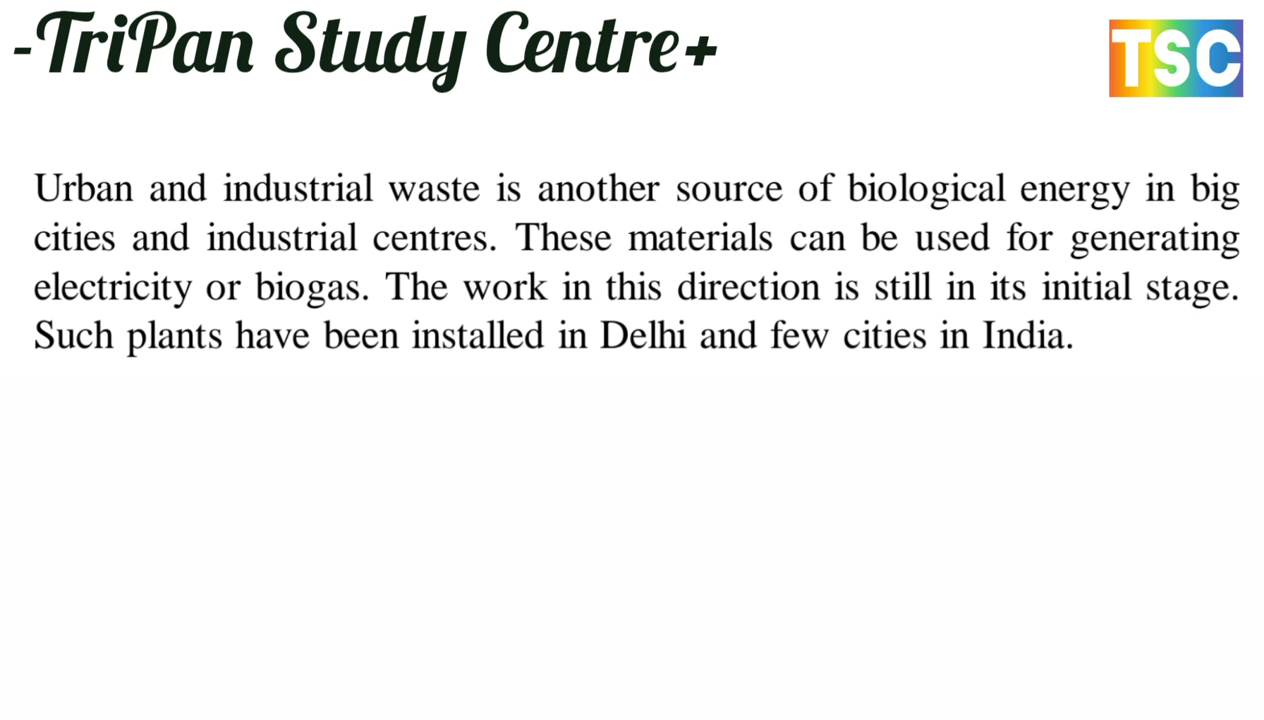 -TriPan Study Centre+
TSC
Urban and industrial waste is another source of biological energy in big
cities and industrial centres. These materials can be used for generating
electricity or biogas. The work in this direction is still in its initial stage.
Such plants have been installed in Delhi and few cities in India.